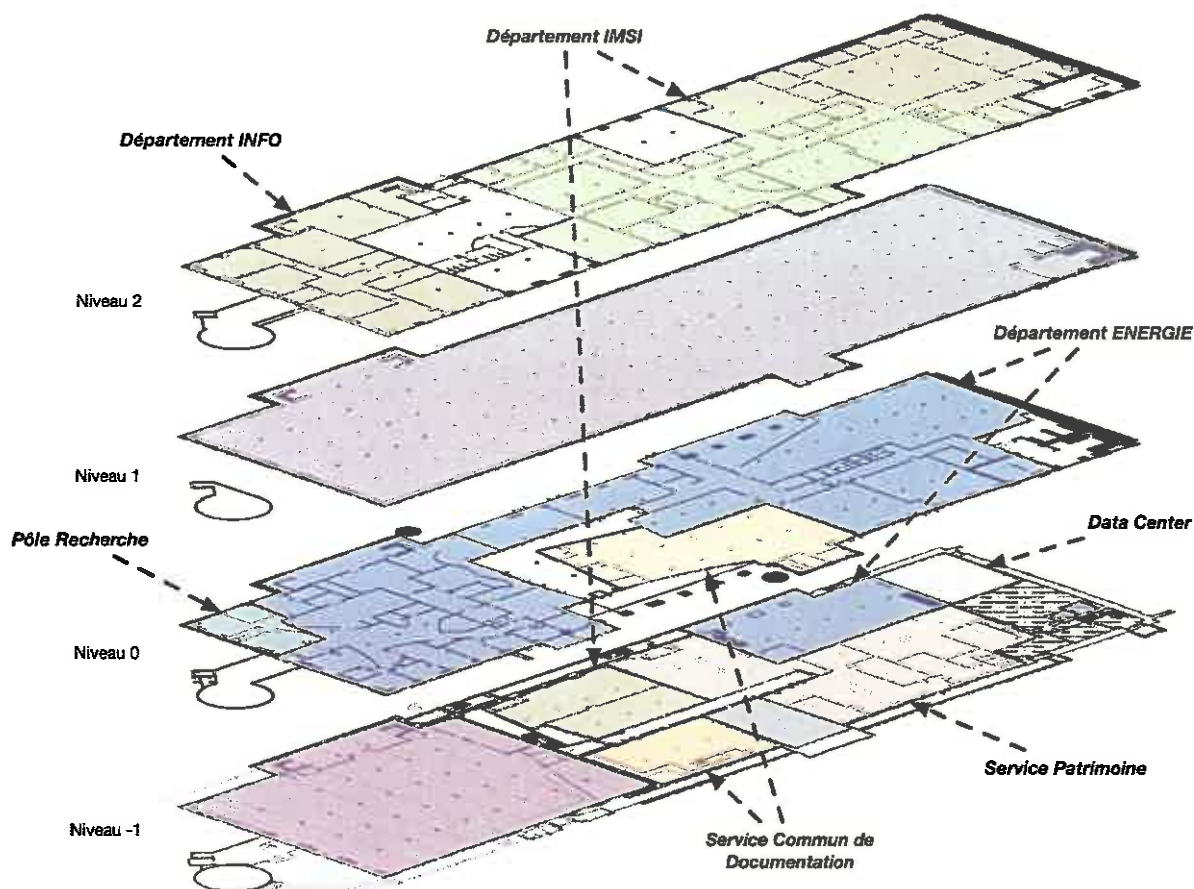 Département IMSI
Département INFO
Niveau 2
Département ENERGIE
Niveau 1
Data Center
Pôle Recherche
Niveau 0
Service Patrimoine
Niveau -1
Service Commun de
Documentation